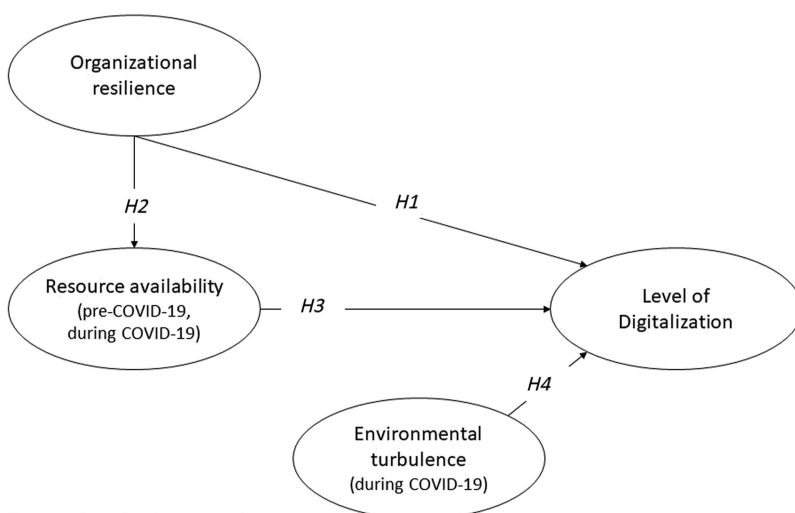 Organizational
resilience
H2
H1
Resource availability
(pre-COVID-19,
during COVID-19)
H3
Level of
Digitalization
H4
Environmental
turbulence
(during COVID-19)